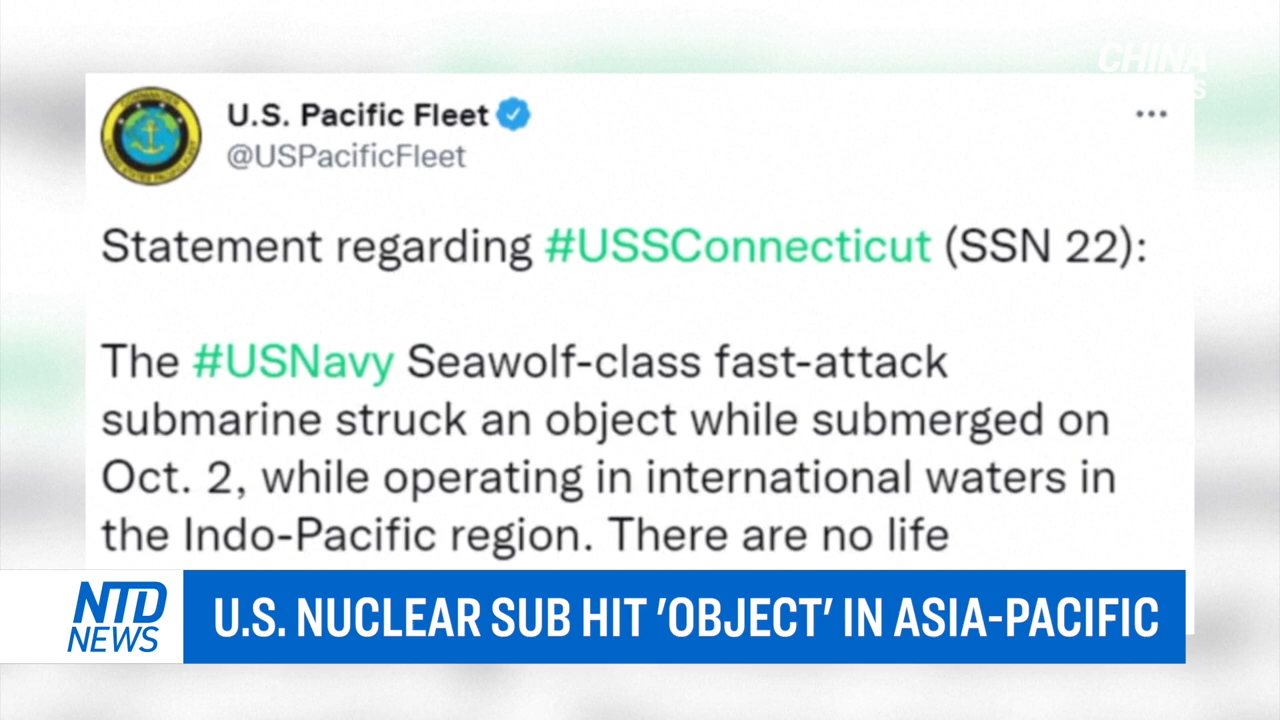 CHINA
U.S. Pacific Fleet
@USPacificFleet
Statement regarding #USSConnecticut (SSN 22):
The #USNavy Seawolf-class fast-attack
submarine struck an object while submerged on
Oct. 2, while operating in international waters in
the Indo-Pacific region. There are no life
NTD
NEWS
U.S. NUCLEAR SUB HIT 'OBJECT' IN ASIA-PACIFIC